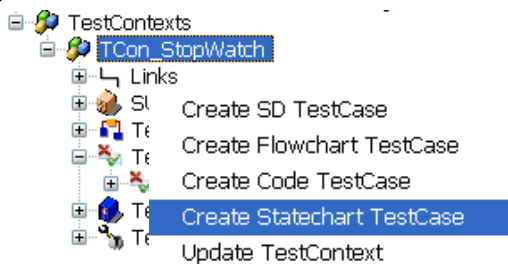 TestContexts
TCon_StopWatch
Links
Create SD TestCase
Create Flowchart TestCase
Create Code TestCase
Create Statechart TestCase
Update TestContext